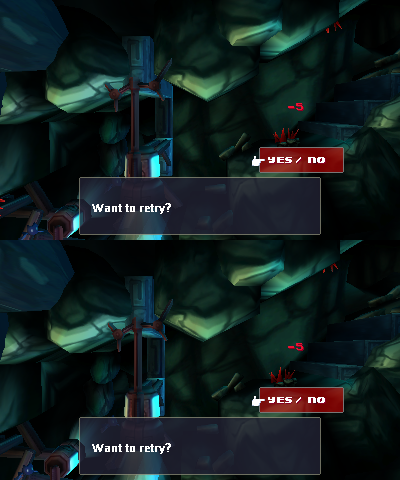 -5
YES / NO
Want to retry?
-5
YES / NO
Want to retry?